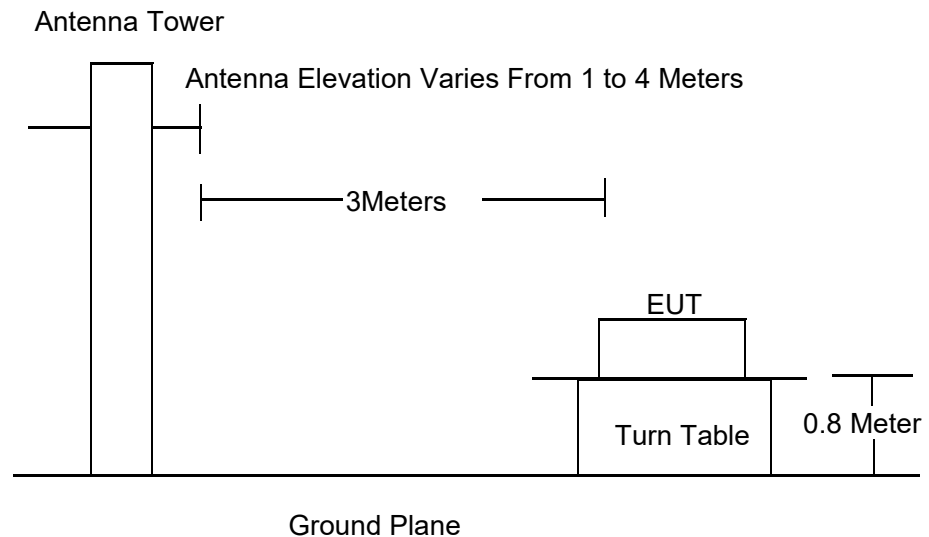 Antenna Tower
Antenna Elevation Varies From 1 to 4 Meters
3Meters
EUT
Turn Table
0.8 Meter
Ground Plane